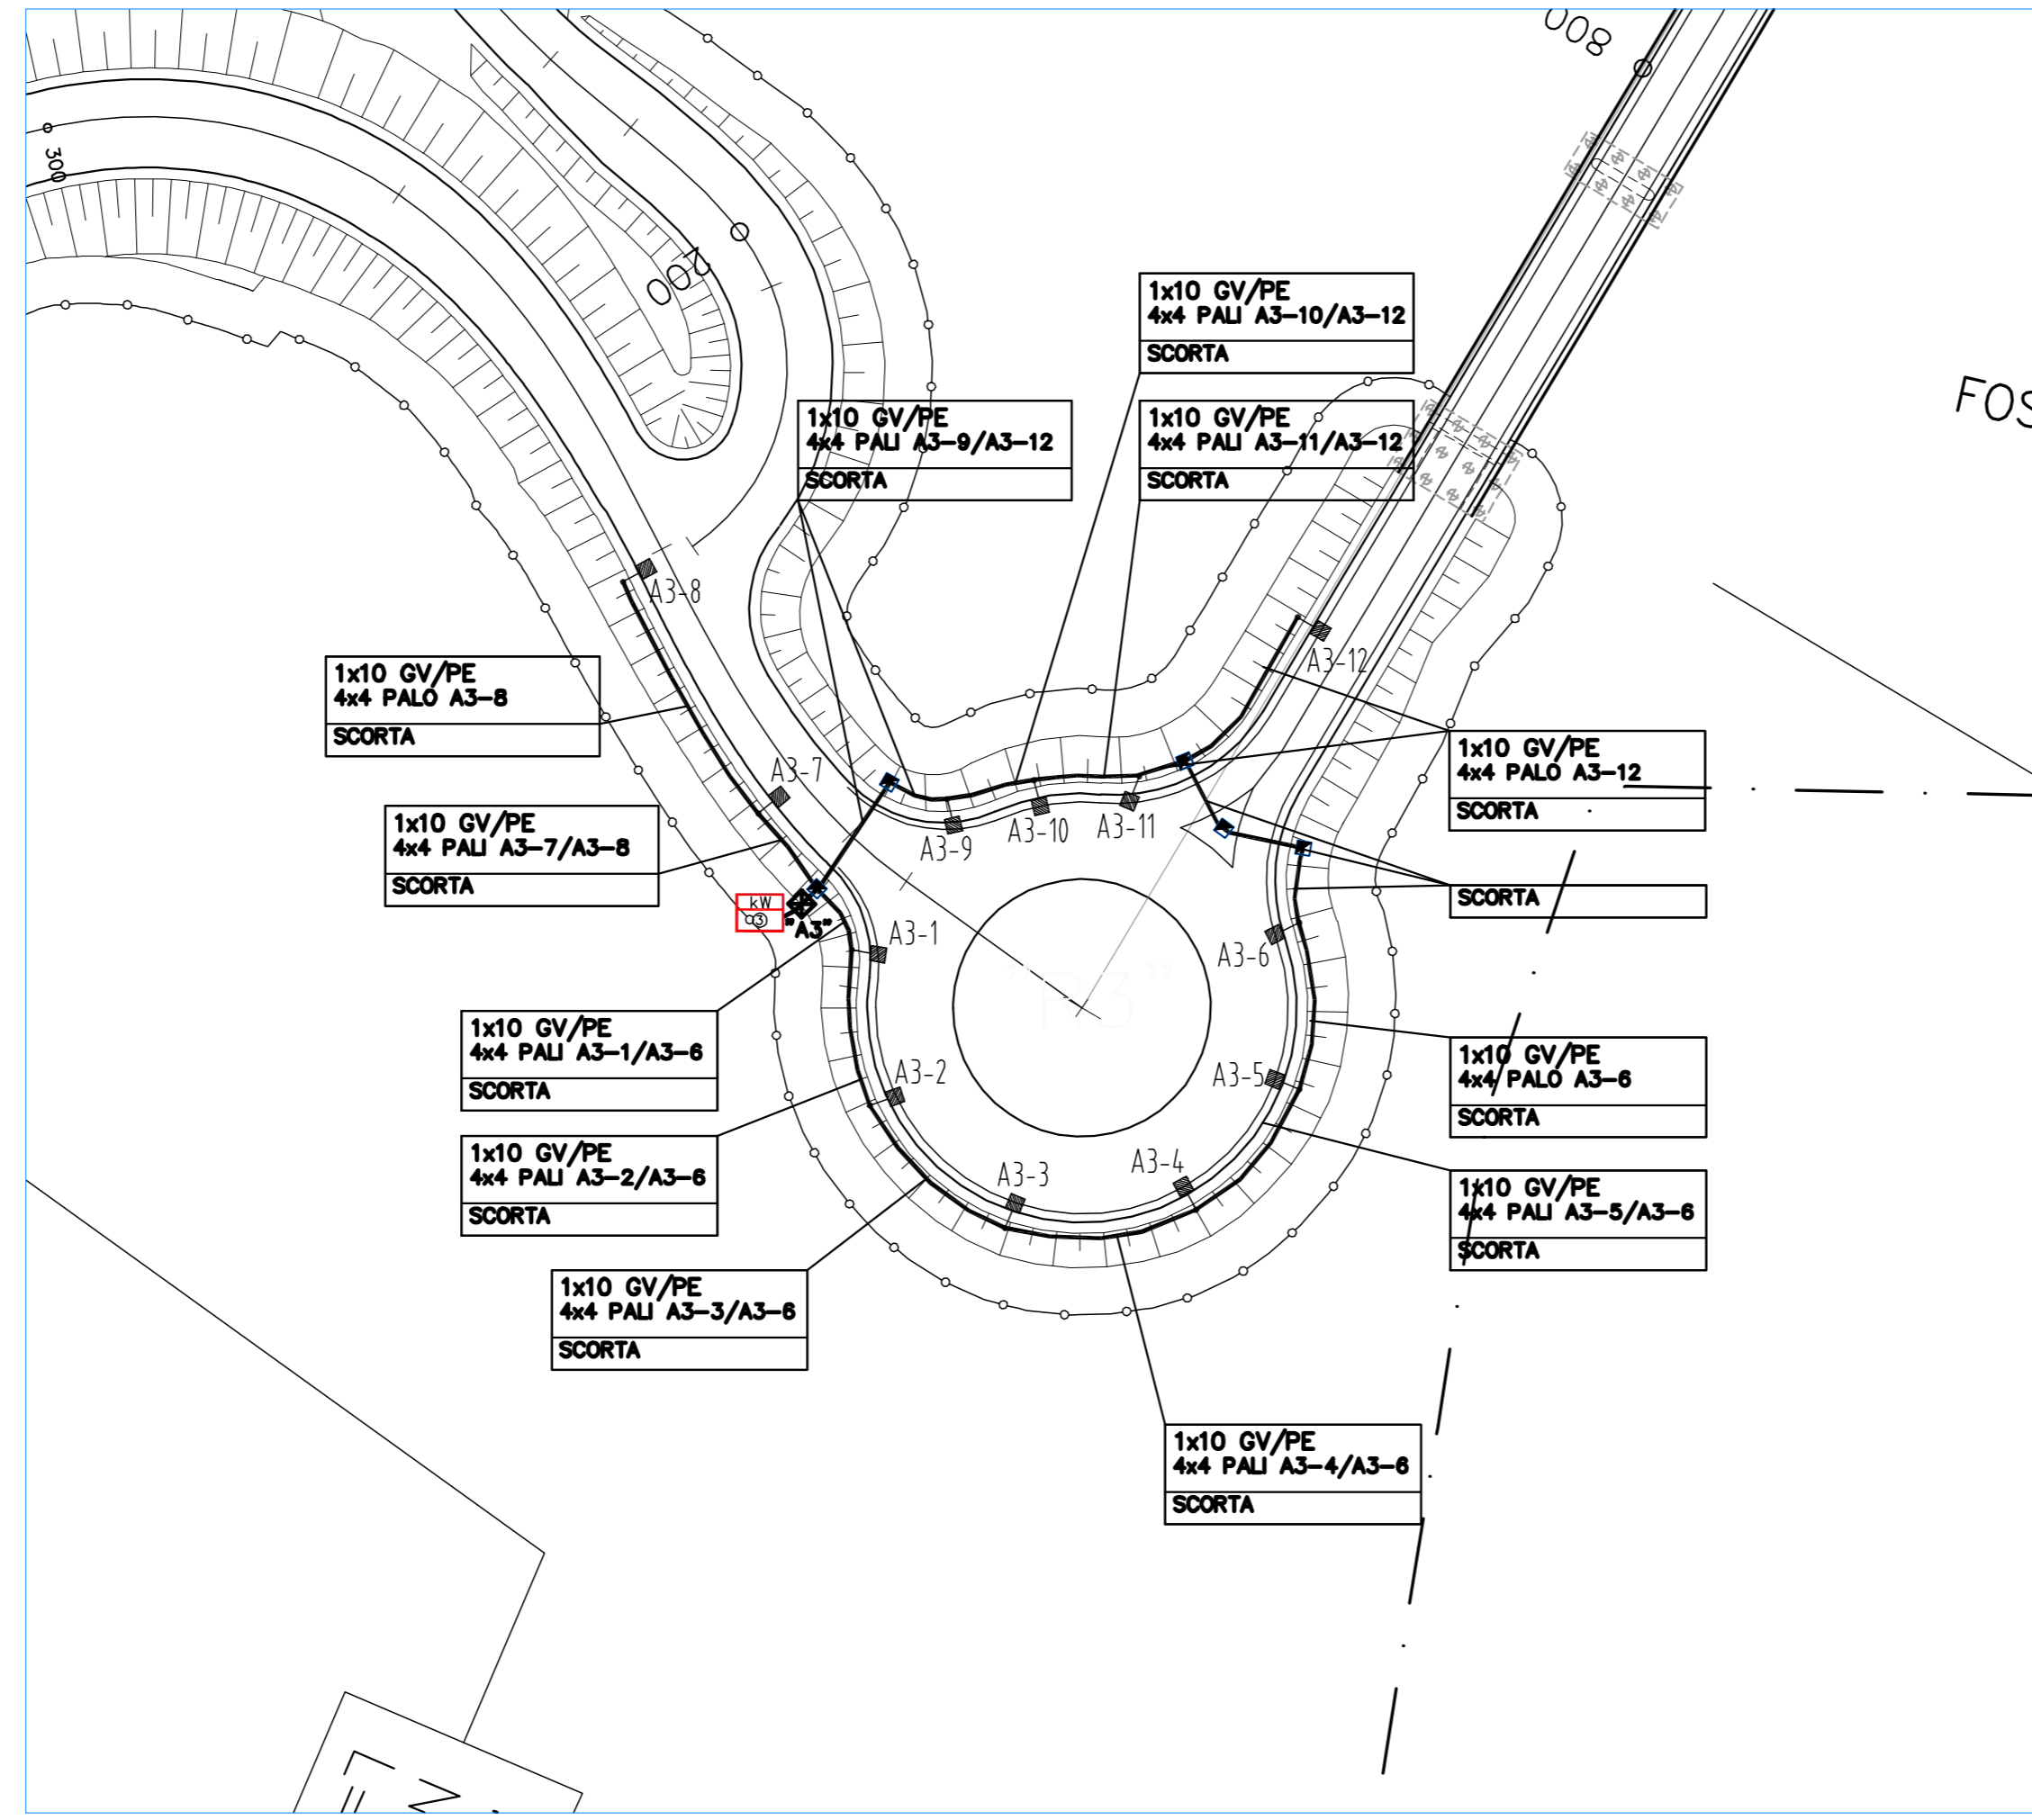 800
300
200
FOS
1x10 GV/PE
4x4 PALI A3-10/A3-12
SCORTA
1x10 GV/PE
4x4 PALI A3-9/A3-12
SCORTA
1x10 GV/PE
4x4 PALI A3-11/A3-12
SCORTA
A3-8
A3-12
1x10 GV/PE
4x4 PALO A3-8
SCORTA
1x10 GV/PE
4x4 PALO A3-12
SCORTA
A3-7
A3-9
A3-10
A3-11
1x10 GV/PE
4x4 PALI A3-7/A3-8
SCORTA
SCORTA
kW
3
"A3"
A3-1
A3-6
"R3"
1x10 GV/PE
4x4 PALI A3-1/A3-6
SCORTA
1x10 GV/PE
4x4 PALO A3-6
SCORTA
A3-2
A3-5
1x10 GV/PE
4x4 PALI A3-2/A3-6
SCORTA
A3-3
A3-4
1x10 GV/PE
4x4 PALI A3-5/A3-6
SCORTA
1x10 GV/PE
4x4 PALI A3-3/A3-6
SCORTA
1x10 GV/PE
4x4 PALI A3-4/A3-6
SCORTA